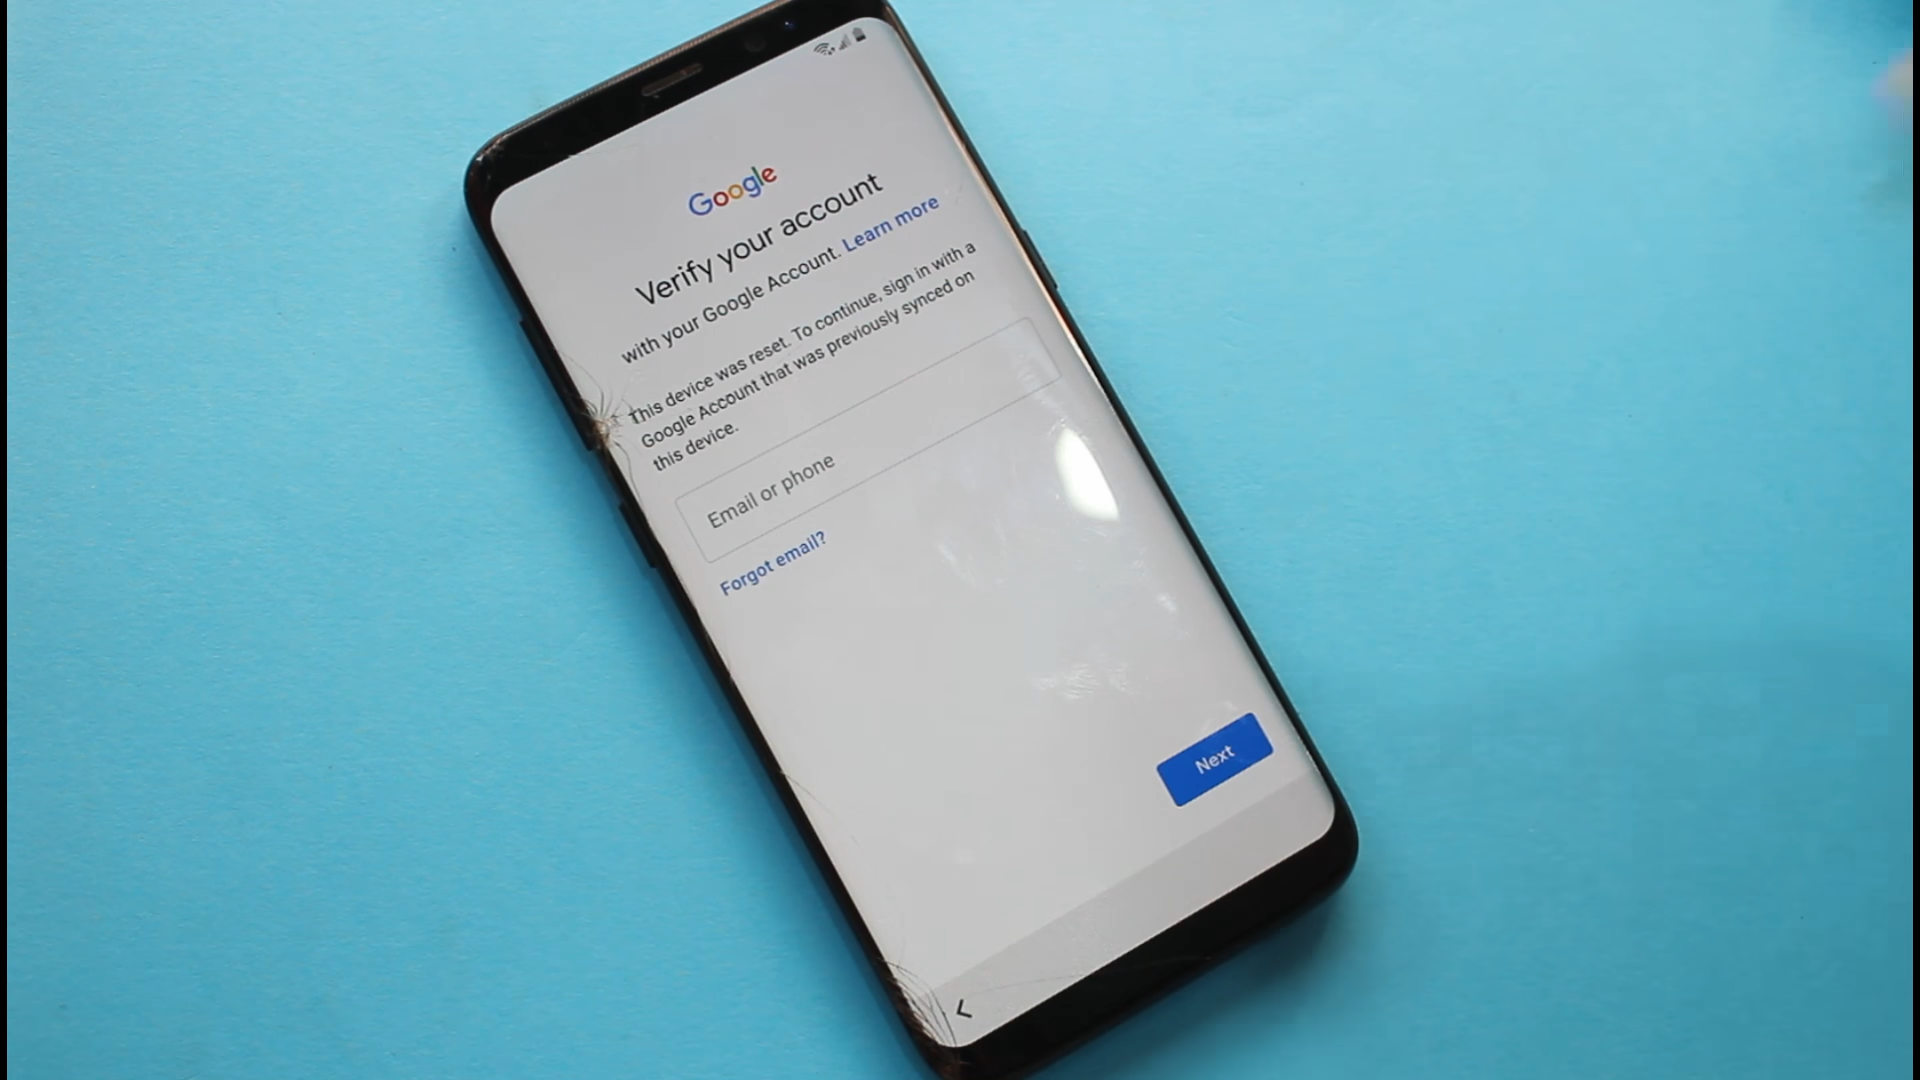 Google
Verify your account
with your Google Account. Learn more
This device was reset. To continue, sign in with a
Google Account that was previously synced on
this device.
Email or phone
Forgot email?
Next